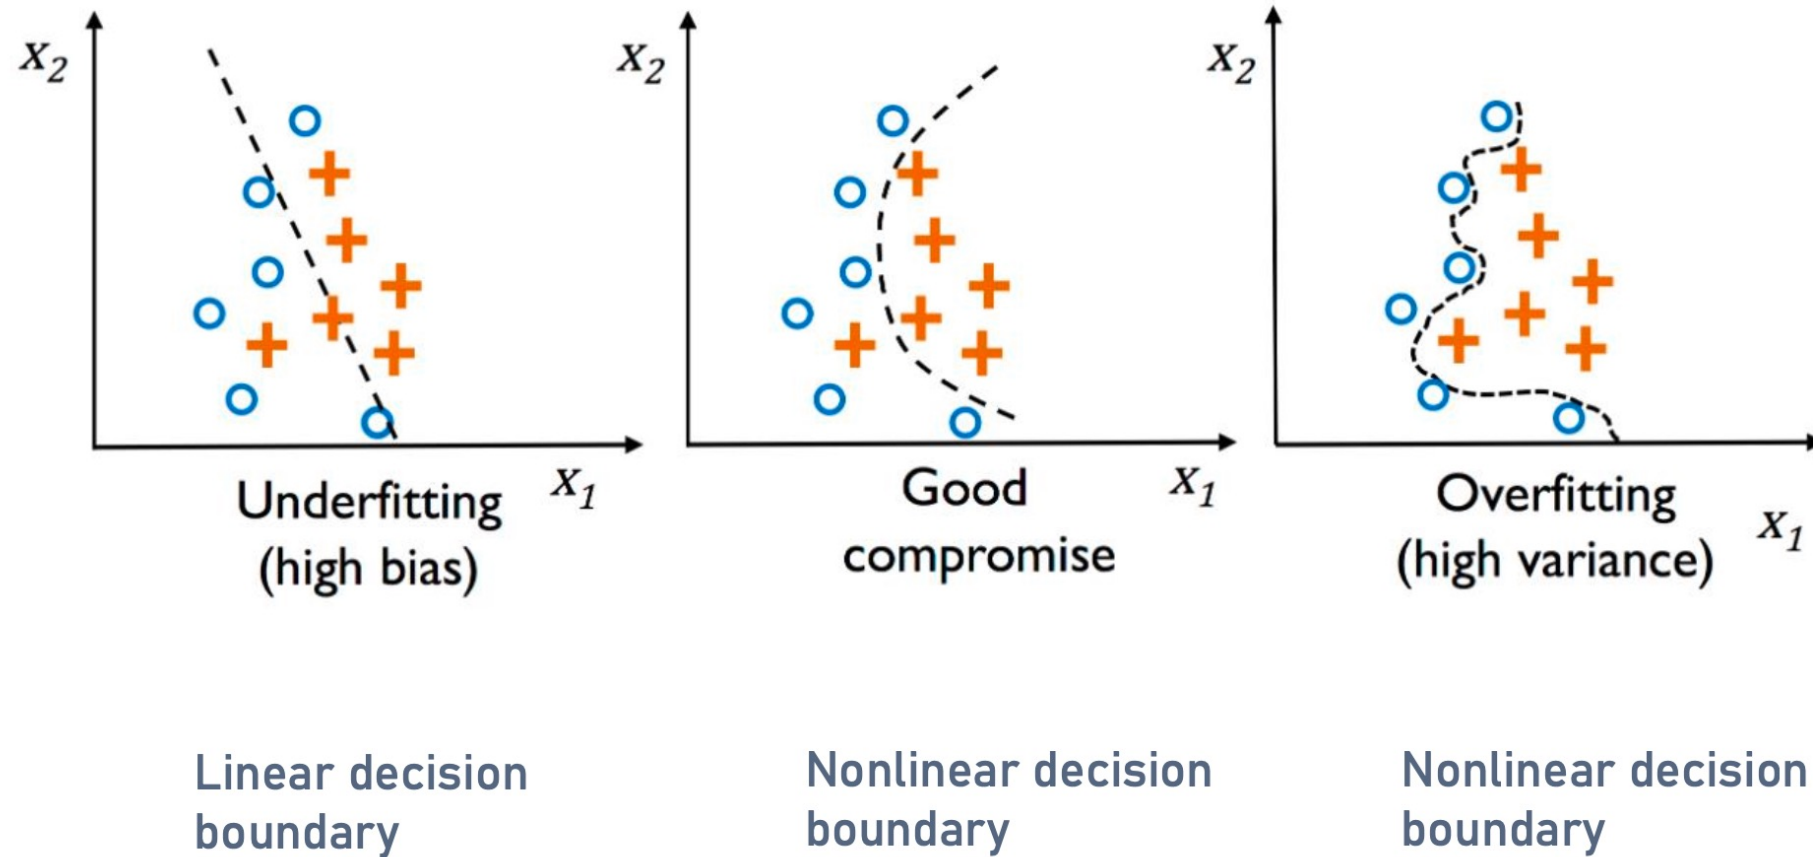 X₂
X₁
Underfitting
(high bias)
Linear decision
boundary
X₂
X₁
Good
compromise
Nonlinear decision
boundary
X₂
X₁
Overfitting
(high variance)
Nonlinear decision
boundary